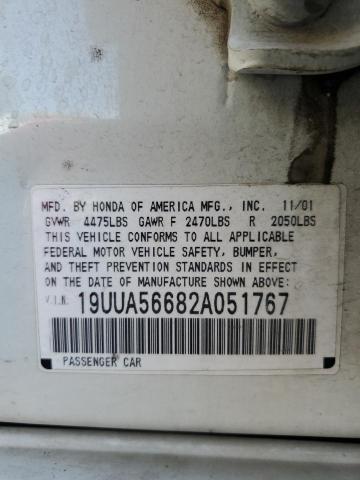 MFD. BY HONDA OF AMERICA MFG., INC. 11/01
GVWR 4475LBS GAWR F 2470LBS R 2050LBS
THIS VEHICLE CONFORMS TO ALL APPLICABLE
FEDERAL MOTOR VEHICLE SAFETY, BUMPER,
AND THEFT PREVENTION STANDARDS IN EFFECT
ON THE DATE OF MANUFACTURE SHOWN ABOVE.
V.I.N. 19UUA56682A051767
PASSENGER CAR